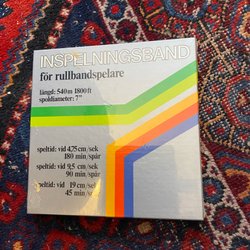 INSPELNINGSBAND
för rullbandspelare
längd: 540 m 1800 ft
spoldiameter: 7"
speltid: vid 4,75 cm/sek
180 min/spår
speltid: vid 9,5 cm/sek
90 min/spår
speltid: vid 19 cm/sek
45 min/spår